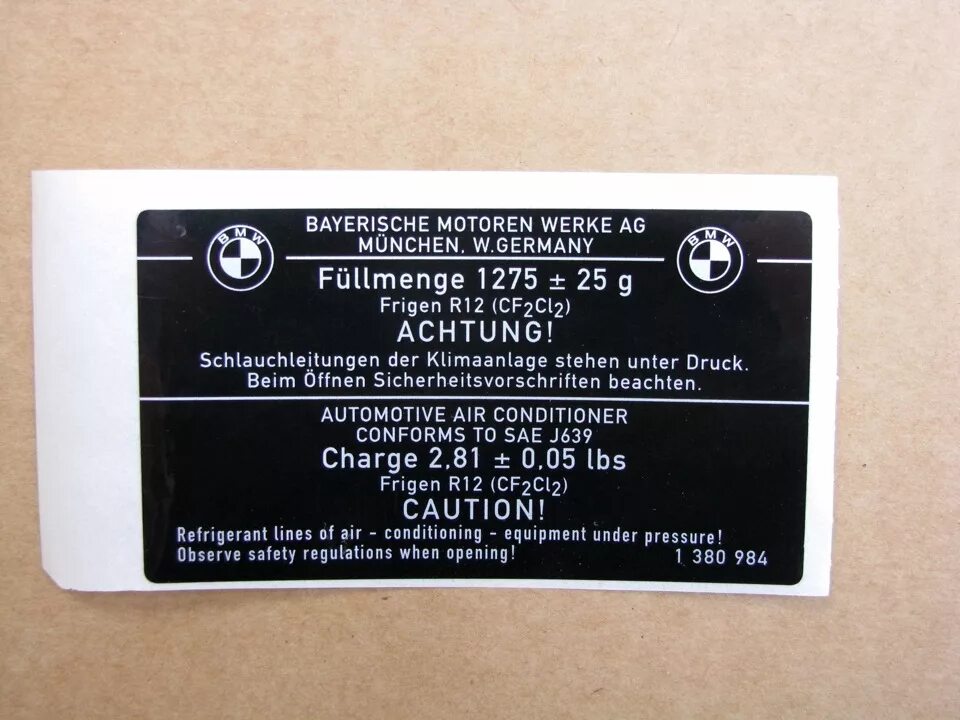 BAYERISCHE MOTOREN WERKE AG
MÜNCHEN, W.GERMANY
BMW
BMW
Füllmenge 1275 ± 25 g
Frigen R12 (CF₂Cl₂)
ACHTUNG!
Schlauchleitungen der Klimaanlage stehen unter Druck.
Beim Öffnen Sicherheitsvorschriften beachten.
AUTOMOTIVE AIR CONDITIONER
CONFORMS TO SAE J639
Charge 2,81 ± 0,05 lbs
Frigen R12 (CF₂Cl₂)
CAUTION!
Refrigerant lines of air - conditioning - equipment under pressure!
Observe safety regulations when opening!
1 380 984